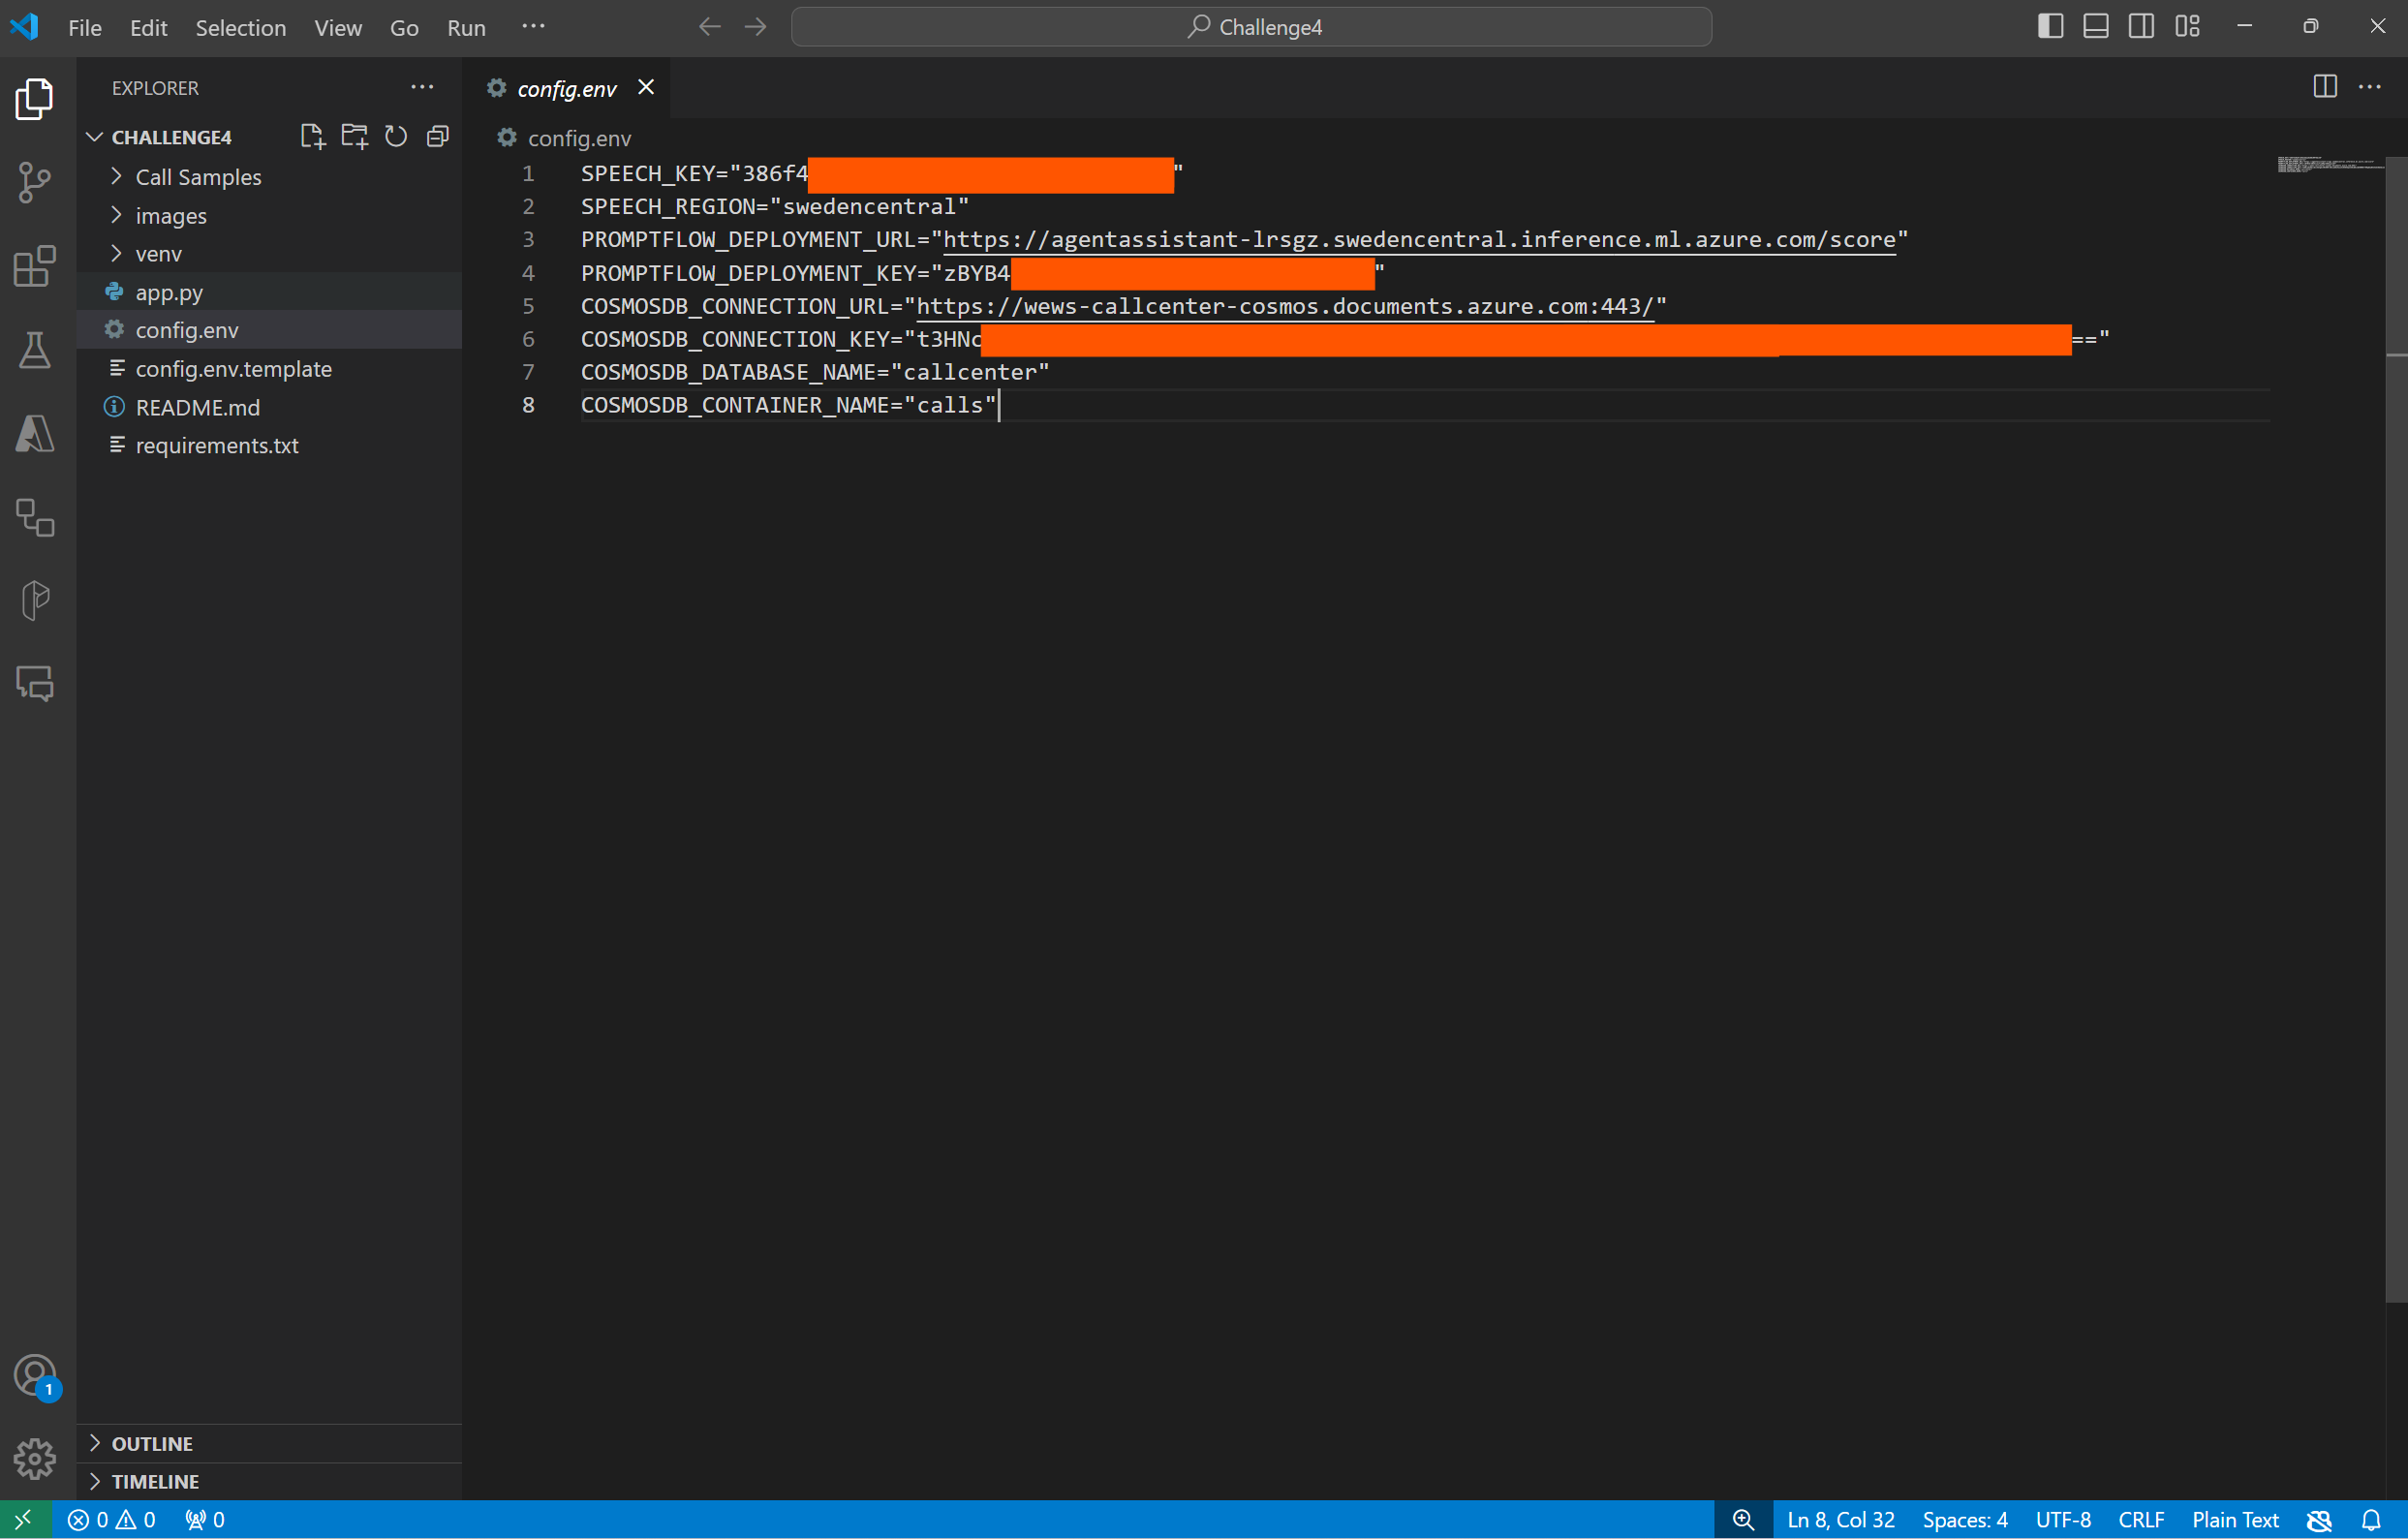 File Edit Selection View Go Run ··· Challenge4
EXPLORER
CHALLENGE4
Call Samples
images
venv
app.py
config.env
config.env.template
README.md
requirements.txt
OUTLINE
TIMELINE
config.env
config.env
1 SPEECH_KEY="386f4 "
2 SPEECH_REGION="swedencentral"
3 PROMPTFLOW_DEPLOYMENT_URL="https://agentassistant-lrsgz.swedencentral.inference.ml.azure.com/score"
4 PROMPTFLOW_DEPLOYMENT_KEY="zBYB4 "
5 COSMOSDB_CONNECTION_URL="https://wews-callcenter-cosmos.documents.azure.com:443/"
6 COSMOSDB_CONNECTION_KEY="t3HNc =="
7 COSMOSDB_DATABASE_NAME="callcenter"
8 COSMOSDB_CONTAINER_NAME="calls"
1
0 0 0 Ln 8, Col 32 Spaces: 4 UTF-8 CRLF Plain Text